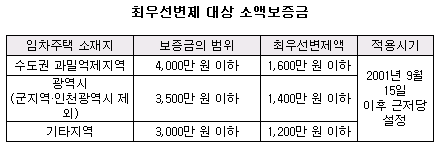 최우선변제 대상 소액보증금
임차주택 소재지 보증금의 범위 최우선변제액 적용시기
수도권 과밀억제지역 4,000만 원 이하 1,600만 원 이하
광역시
(군지역·인천광역시 제
외) 3,500만 원 이하 1,400만 원 이하
기타지역 3,000만 원 이하 1,200만 원 이하
2001년 9월
15일
이후 근저당
설정